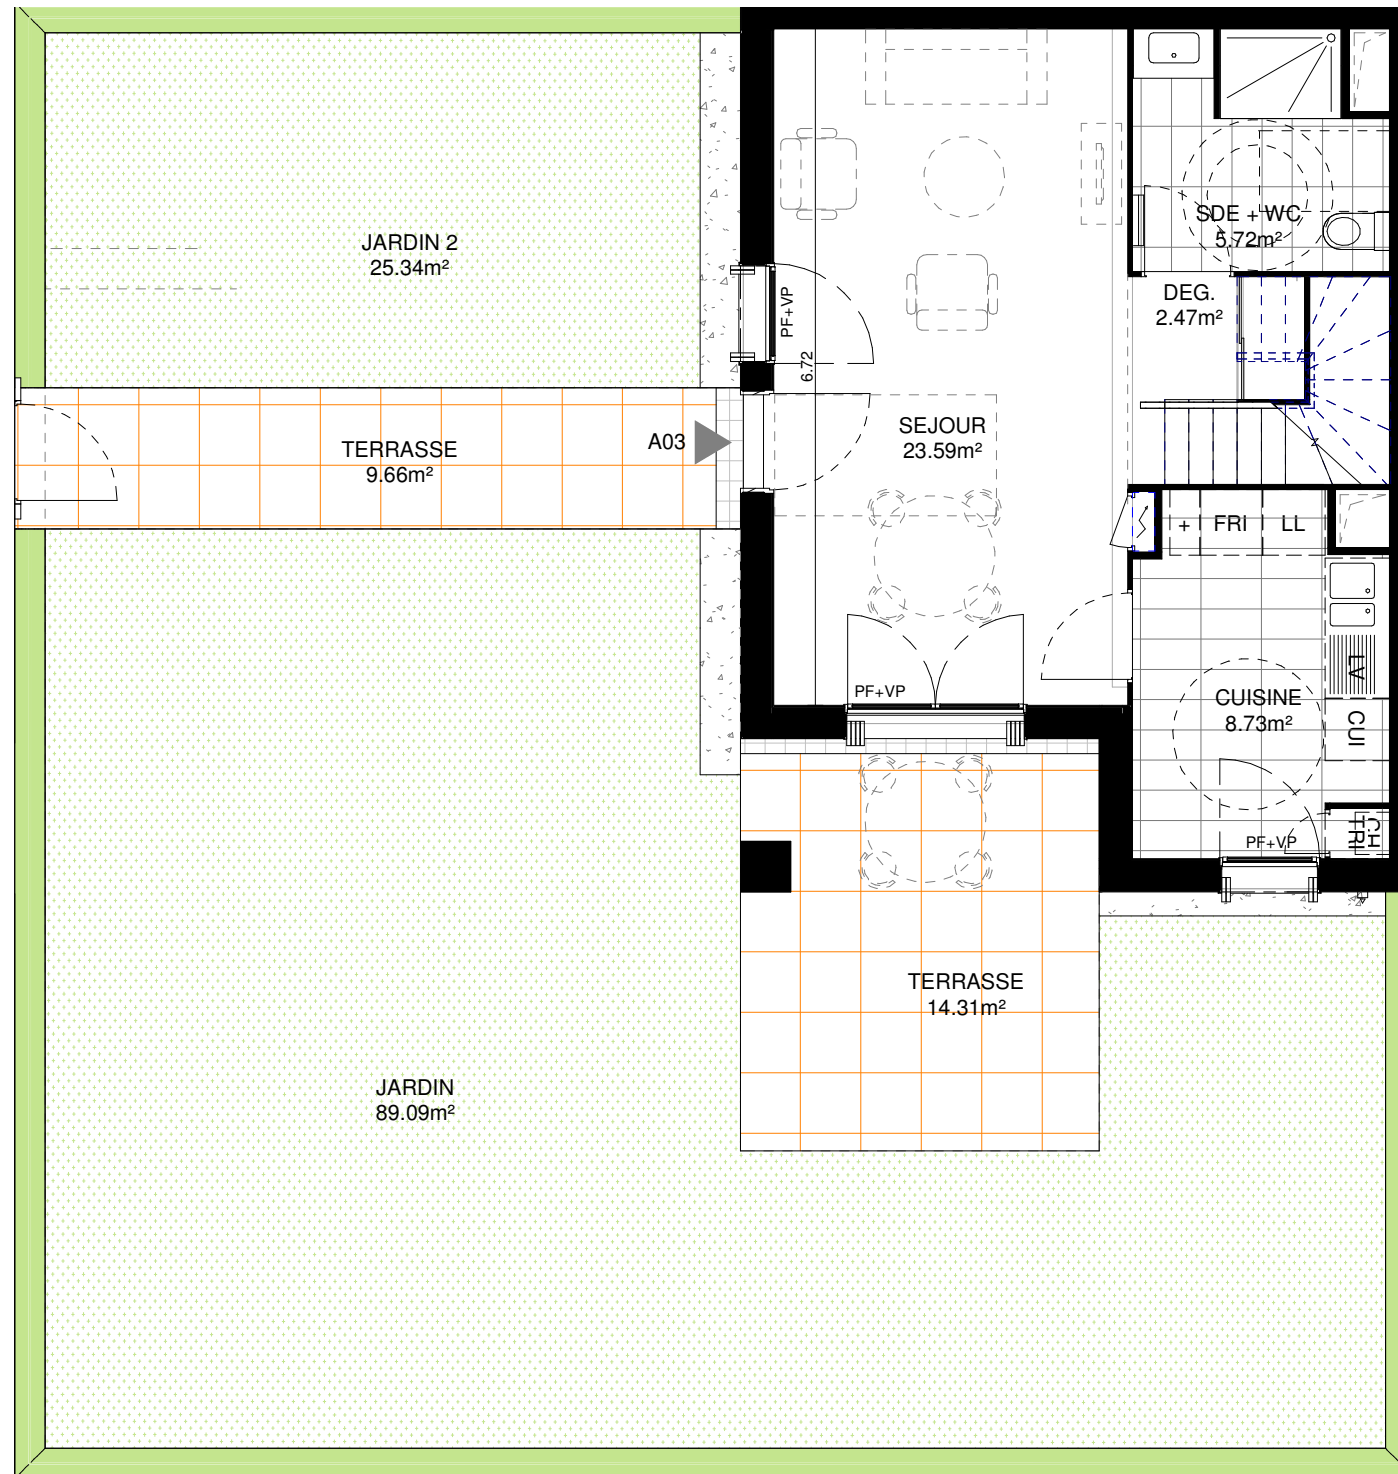 JARDIN 2
25.34m²
SDE + WC
5.72m²
DEG.
2.47m²
PF+VP
6.72
TERRASSE
9.66m²
A03
SEJOUR
23.59m²
+
FRI
LL
LV
CUI
CUISINE
8.73m²
PF+VP
PF+VP
CH
TRI
TERRASSE
14.31m²
JARDIN
89.09m²